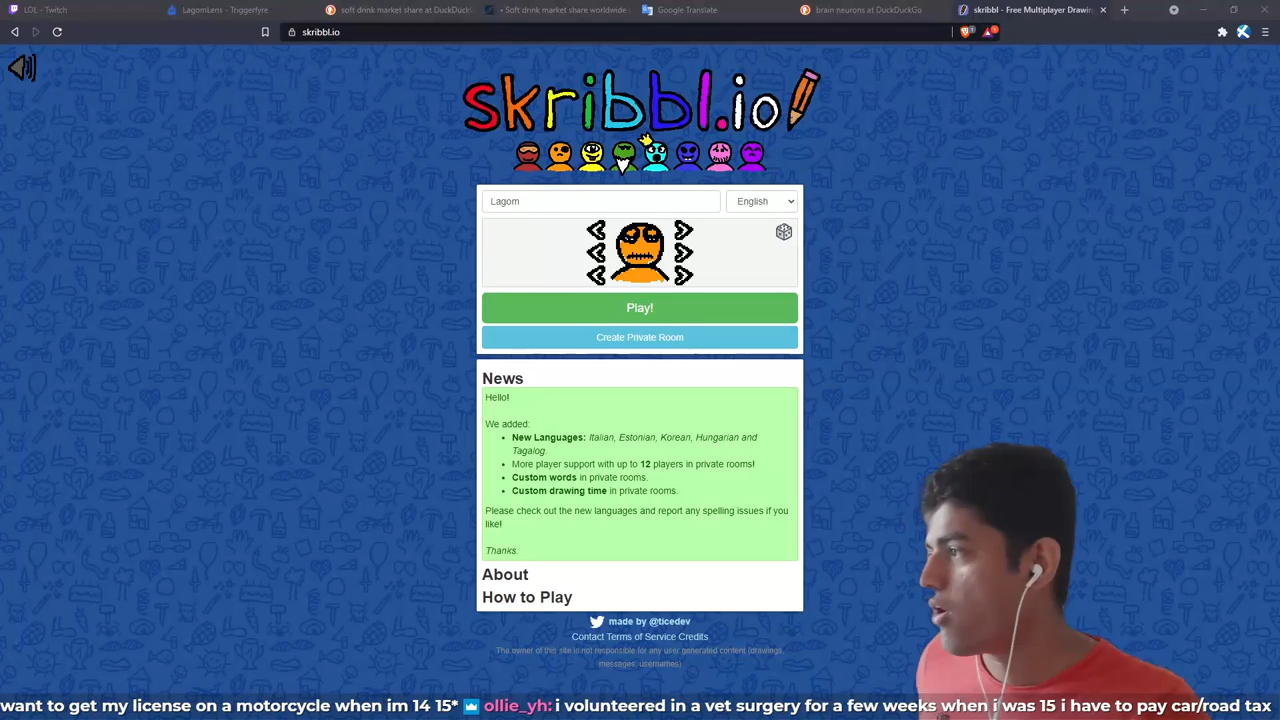 LOL - Twitch
LagomLens - Triggerfyre
soft drink market share at DuckDuck
• Soft drink market share worldwide
Google Translate
brain neurons at DuckDuckGo
skribbl - Free Multiplayer Drawin
skribbl.io
skribbl.io
Lagom
English
Play!
Create Private Room
News
Hello!
We added:
• New Languages: Italian, Estonian, Korean, Hungarian and
Tagalog.
• More player support with up to 12 players in private rooms!
• Custom words in private rooms.
• Custom drawing time in private rooms.
Please check out the new languages and report any spelling issues if you
like!
Thanks.
About
How to Play
made by @ticedev
Contact Terms of Service Credits
The owner of this site is not responsible for any user generated content (drawings,
messages, usernames)
want to get my license on a motorcycle when im 14 15* ollie_yh: i volunteered in a vet surgery for a few weeks when i was 15 i have to pay car/road tax